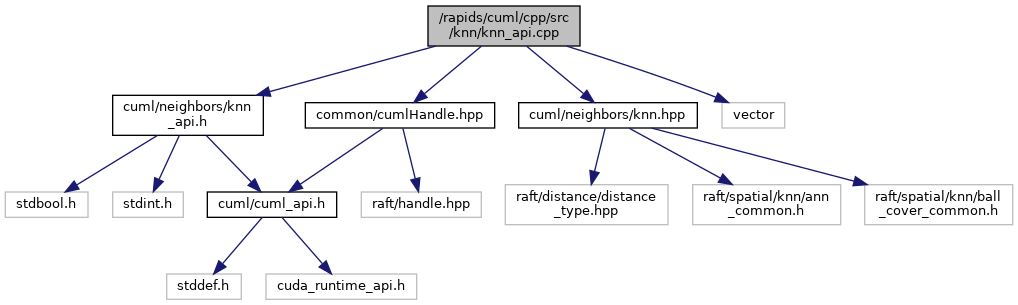 /rapids/cuml/cpp/src
/knn/knn_api.cpp
cuml/neighbors/knn
_api.h
common/cumlHandle.hpp
cuml/neighbors/knn.hpp
vector
stdbool.h
stdint.h
cuml/cuml_api.h
raft/handle.hpp
raft/distance/distance
_type.hpp
raft/spatial/knn/ann
_common.h
raft/spatial/knn/ball
_cover_common.h
stddef.h
cuda_runtime_api.h